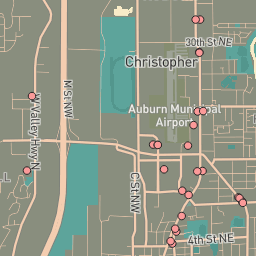 30th St NE
Christopher
M St NW
Auburn Municipal
Airport
W Valley Hwy N
C St NW
4th St NE